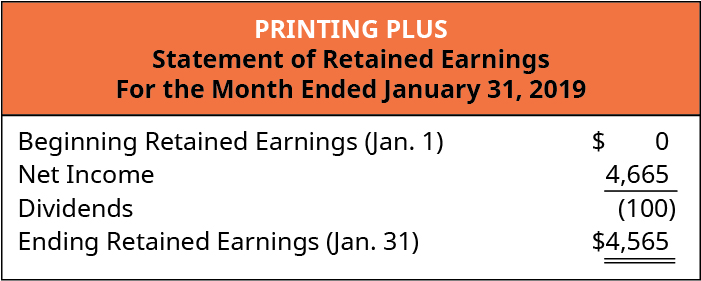 PRINTING PLUS
Statement of Retained Earnings
For the Month Ended January 31, 2019
Beginning Retained Earnings (Jan. 1) $ 0
Net Income 4,665
Dividends (100)
Ending Retained Earnings (Jan. 31) $4,565